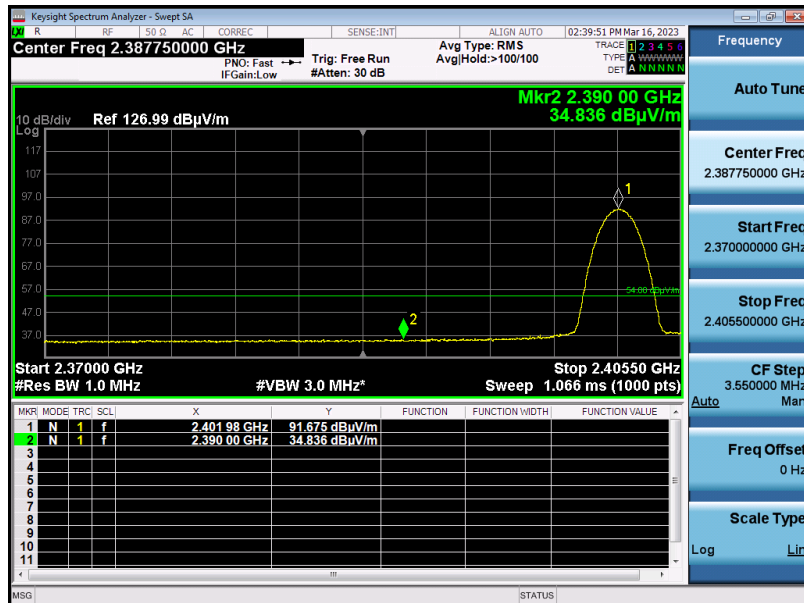 Keysight Spectrum Analyzer - Swept SA
LXI R RF 50 Ω AC CORREC SENSE:INT ALIGN AUTO 02:39:51 PM Mar 16, 2023
Center Freq 2.387750000 GHz
PNO: Fast
IFGain:Low
Trig: Free Run
#Atten: 30 dB
Avg Type: RMS
Avg|Hold:>100/100
TRACE 1 2 3 4 5 6
TYPE A WWWWW
DET A N N N N N
Mkr2 2.390 00 GHz
34.836 dBµV/m
10 dB/div Ref 126.99 dBµV/m
Log
117
107
97.0
87.0
77.0
67.0
57.0
47.0
37.0
1
54.00 dBµV/m
2
Start 2.37000 GHz Stop 2.40550 GHz
#Res BW 1.0 MHz #VBW 3.0 MHz* Sweep 1.066 ms (1000 pts)
MKR MODE TRC SCL X Y FUNCTION FUNCTION WIDTH FUNCTION VALUE
1 N 1 f 2.401 98 GHz 91.675 dBµV/m
2 N 1 f 2.390 00 GHz 34.836 dBµV/m
3
4
5
6
7
8
9
10
11
MSG STATUS
Frequency
Auto Tune
Center Freq
2.387750000 GHz
Start Freq
2.370000000 GHz
Stop Freq
2.405500000 GHz
CF Step
3.550000 MHz
Auto Man
Freq Offset
0 Hz
Scale Type
Log Lin